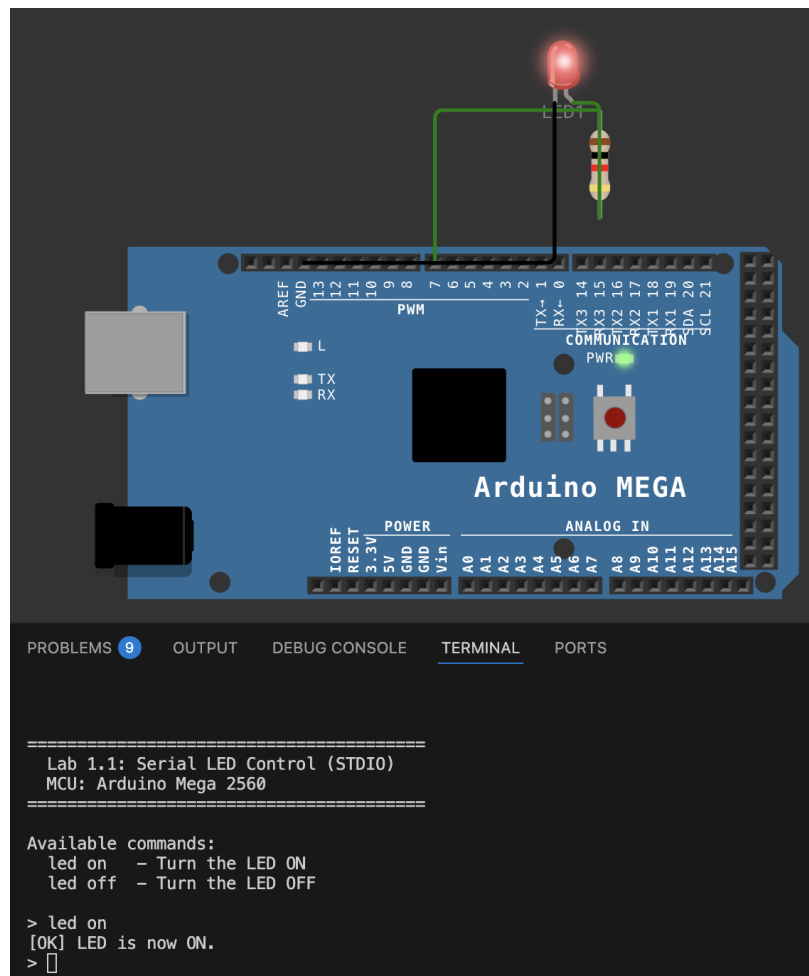 LED1
AREF
GND
13
12
11
10
9
8
7
6
5
4
3
2
TX→ 1
RX← 0
TX3 14
RX3 15
TX2 16
RX2 17
TX1 18
RX1 19
SDA 20
SCL 21
PWM
COMMUNICATION
PWR
L
TX
RX
Arduino MEGA
POWER
ANALOG IN
IOREF
RESET
3.3V
5V
GND
GND
Vin
A0
A1
A2
A3
A4
A5
A6
A7
A8
A9
A10
A11
A12
A13
A14
A15
PROBLEMS 9 OUTPUT DEBUG CONSOLE TERMINAL PORTS
========================================
Lab 1.1: Serial LED Control (STDIO)
MCU: Arduino Mega 2560
========================================
Available commands:
led on – Turn the LED ON
led off – Turn the LED OFF
> led on
[OK] LED is now ON.
>